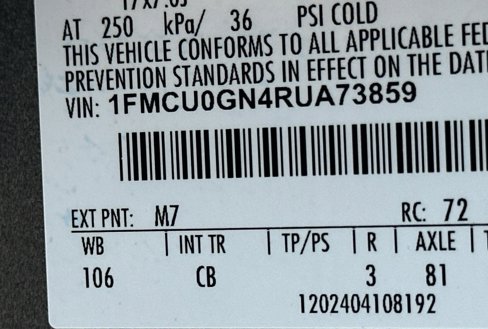 17X7.0J
AT 250 kPa/ 36 PSI COLD
THIS VEHICLE CONFORMS TO ALL APPLICABLE FED
PREVENTION STANDARDS IN EFFECT ON THE DAT
VIN: 1FMCU0GN4RUA73859
EXT PNT: M7 RC: 72
WB | INT TR | TP/PS | R | AXLE |
106 CB 3 81
1202404108192